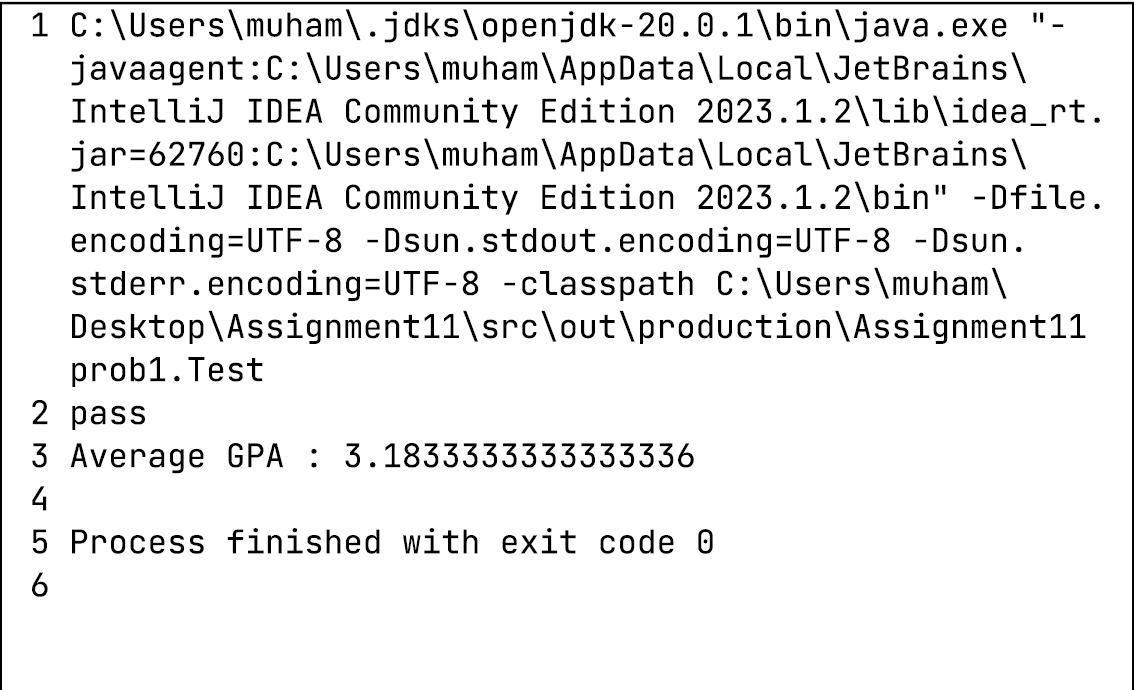 1 C:\Users\muham\.jdks\openjdk-20.0.1\bin\java.exe "-
javaagent:C:\Users\muham\AppData\Local\JetBrains\
IntelliJ IDEA Community Edition 2023.1.2\lib\idea_rt.
jar=62760:C:\Users\muham\AppData\Local\JetBrains\
IntelliJ IDEA Community Edition 2023.1.2\bin" -Dfile.
encoding=UTF-8 -Dsun.stdout.encoding=UTF-8 -Dsun.
stderr.encoding=UTF-8 -classpath C:\Users\muham\
Desktop\Assignment11\src\out\production\Assignment11
prob1.Test
2 pass
3 Average GPA : 3.1833333333333336
4
5 Process finished with exit code 0
6